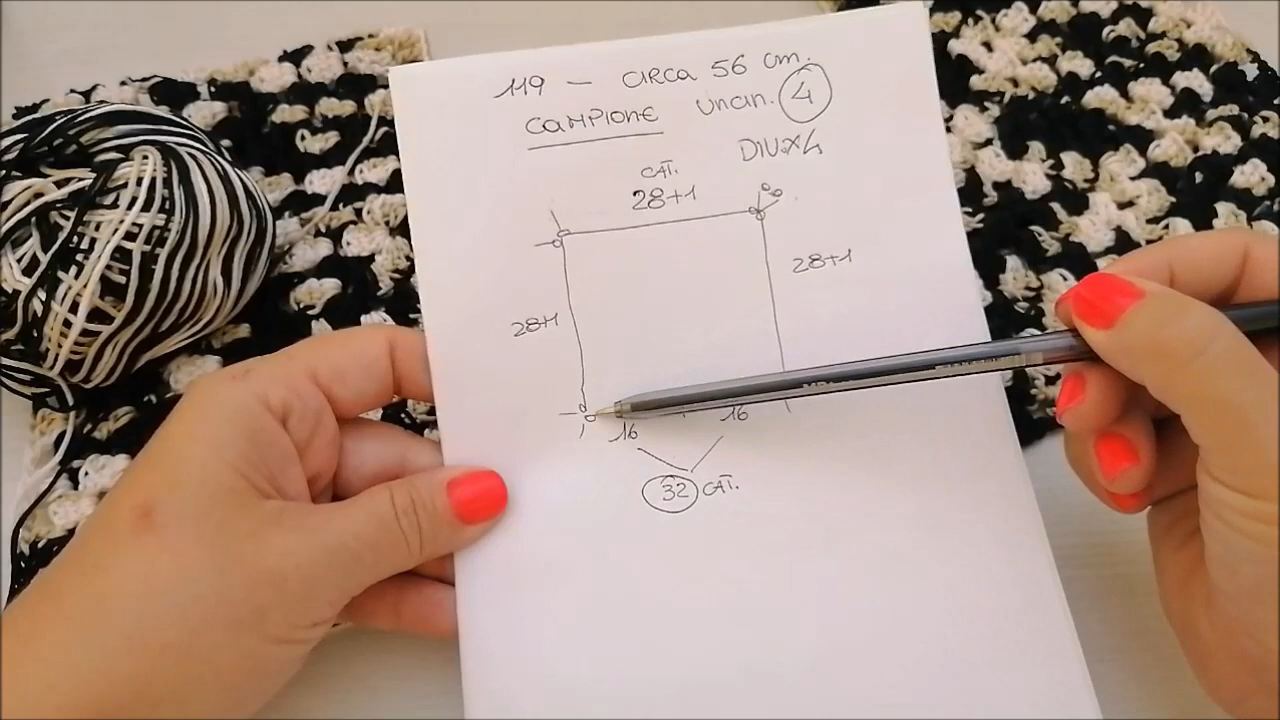 119 – CIRCA 56 cm.
CAMPIONE uncin. 4
DIV.X4
CAT.
28+1
28+1
28+1
16 16
32 CAT.